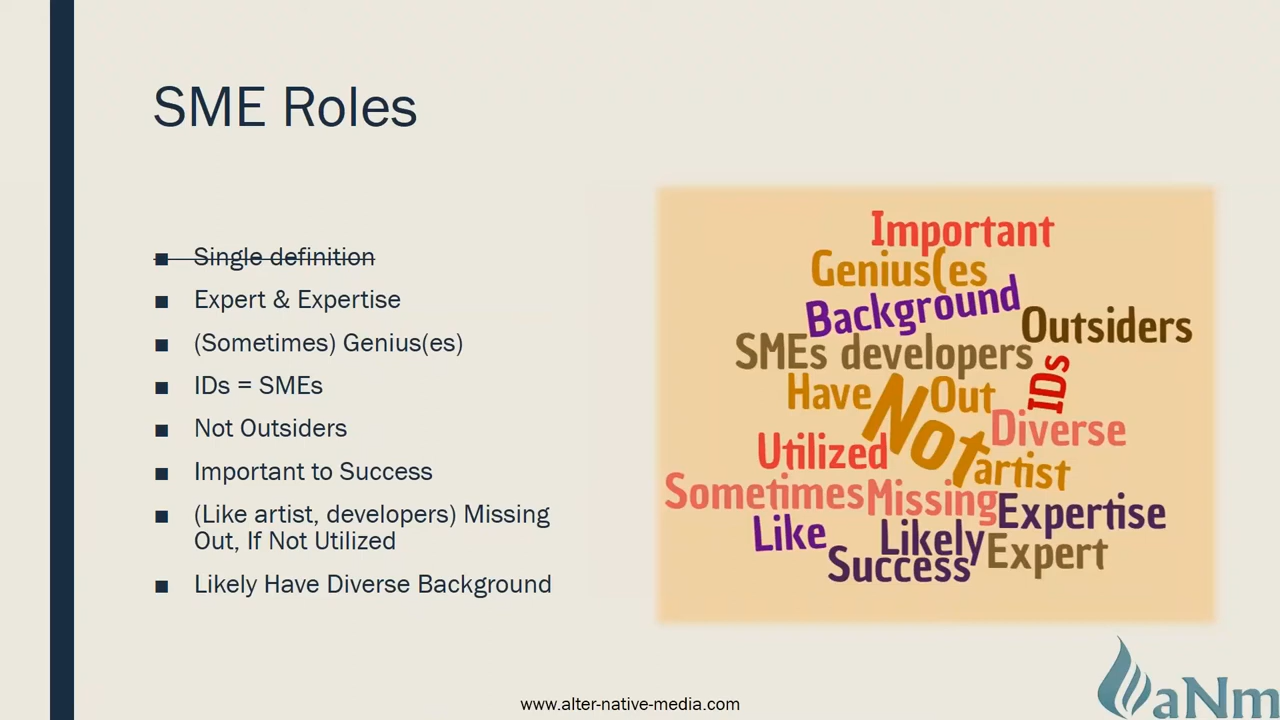 SME Roles
Single definition
Expert & Expertise
(Sometimes) Genius(es)
IDs = SMEs
Not Outsiders
Important to Success
(Like artist, developers) Missing
Out, If Not Utilized
Likely Have Diverse Background
Important
Genius(es
Background
Outsiders
SMEs developers
IDs
Have
Not
Out
Diverse
Utilized
artist
Sometimes
Missing
Expertise
Like
Likely
Expert
Success
www.alter-native-media.com
aNm